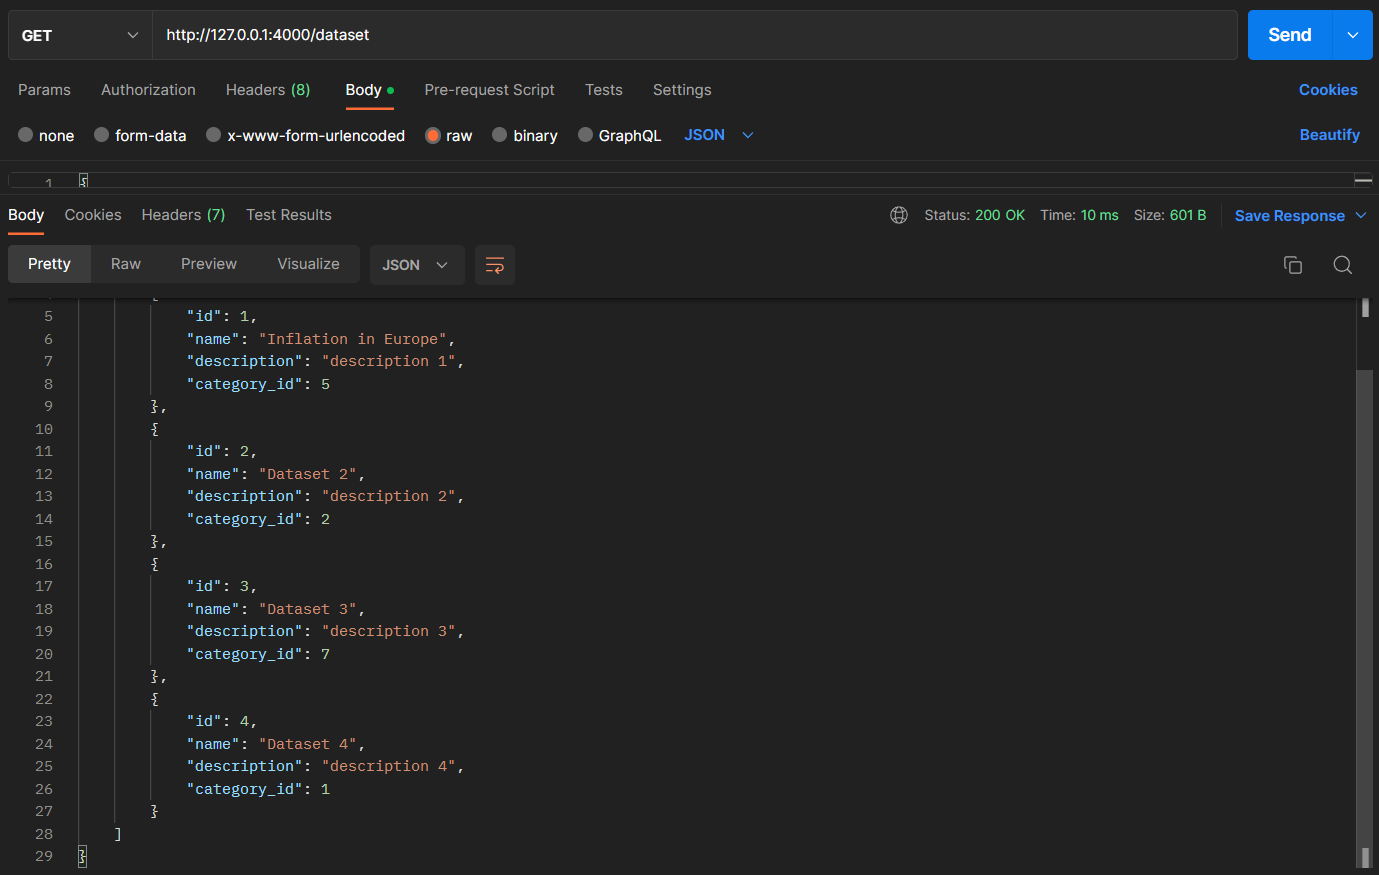 GET http://127.0.0.1:4000/dataset Send
Params Authorization Headers (8) Body Pre-request Script Tests Settings Cookies
none form-data x-www-form-urlencoded raw binary GraphQL JSON Beautify
1 {
Body Cookies Headers (7) Test Results Status: 200 OK Time: 10 ms Size: 601 B Save Response
Pretty Raw Preview Visualize JSON
5 "id": 1,
6 "name": "Inflation in Europe",
7 "description": "description 1",
8 "category_id": 5
9 },
10 {
11 "id": 2,
12 "name": "Dataset 2",
13 "description": "description 2",
14 "category_id": 2
15 },
16 {
17 "id": 3,
18 "name": "Dataset 3",
19 "description": "description 3",
20 "category_id": 7
21 },
22 {
23 "id": 4,
24 "name": "Dataset 4",
25 "description": "description 4",
26 "category_id": 1
27 }
28 ]
29 }